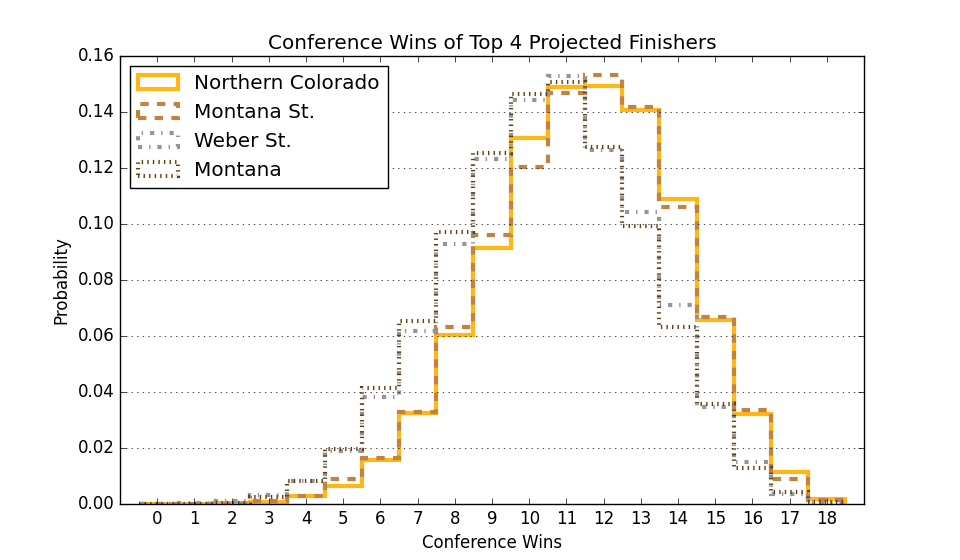 Conference Wins of Top 4 Projected Finishers
0.16
0.14
0.12
0.10
0.08
0.06
0.04
0.02
0.00
Probability
Northern Colorado
Montana St.
Weber St.
Montana
0 1 2 3 4 5 6 7 8 9 10 11 12 13 14 15 16 17 18
Conference Wins